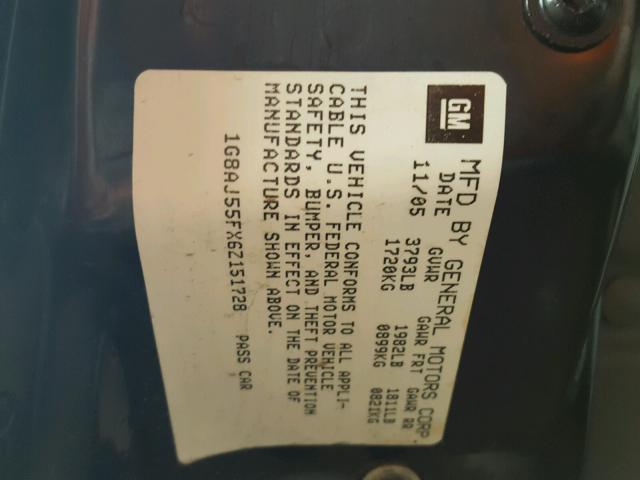 GM
MFD BY GENERAL MOTORS CORP.
DATE GVWR GAWR FRT GAWR RR
11/05 3793LB 1982LB 1811LB
1720KG 0899KG 0821KG
THIS VEHICLE CONFORMS TO ALL APPLI-
CABLE U.S. FEDERAL MOTOR VEHICLE
SAFETY, BUMPER, AND THEFT PREVENTION
STANDARDS IN EFFECT ON THE DATE OF
MANUFACTURE SHOWN ABOVE.
1G8AJ55FX6Z151728 PASS CAR